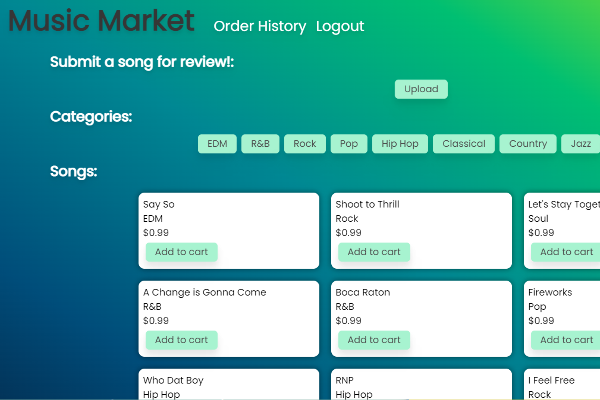 Music Market Order History Logout
Submit a song for review!:
Upload
Categories:
EDM R&B Rock Pop Hip Hop Classical Country Jazz
Songs:
Say So
EDM
$0.99
Add to cart
Shoot to Thrill
Rock
$0.99
Add to cart
Let's Stay
Soul
$0.99
Add to cart
A Change is Gonna Come
R&B
$0.99
Add to cart
Boca Raton
R&B
$0.99
Add to cart
Fireworks
Pop
$0.99
Add to cart
Who Dat Boy
Hip Hop
RNP
Hip Hop
I Feel Free
Rock